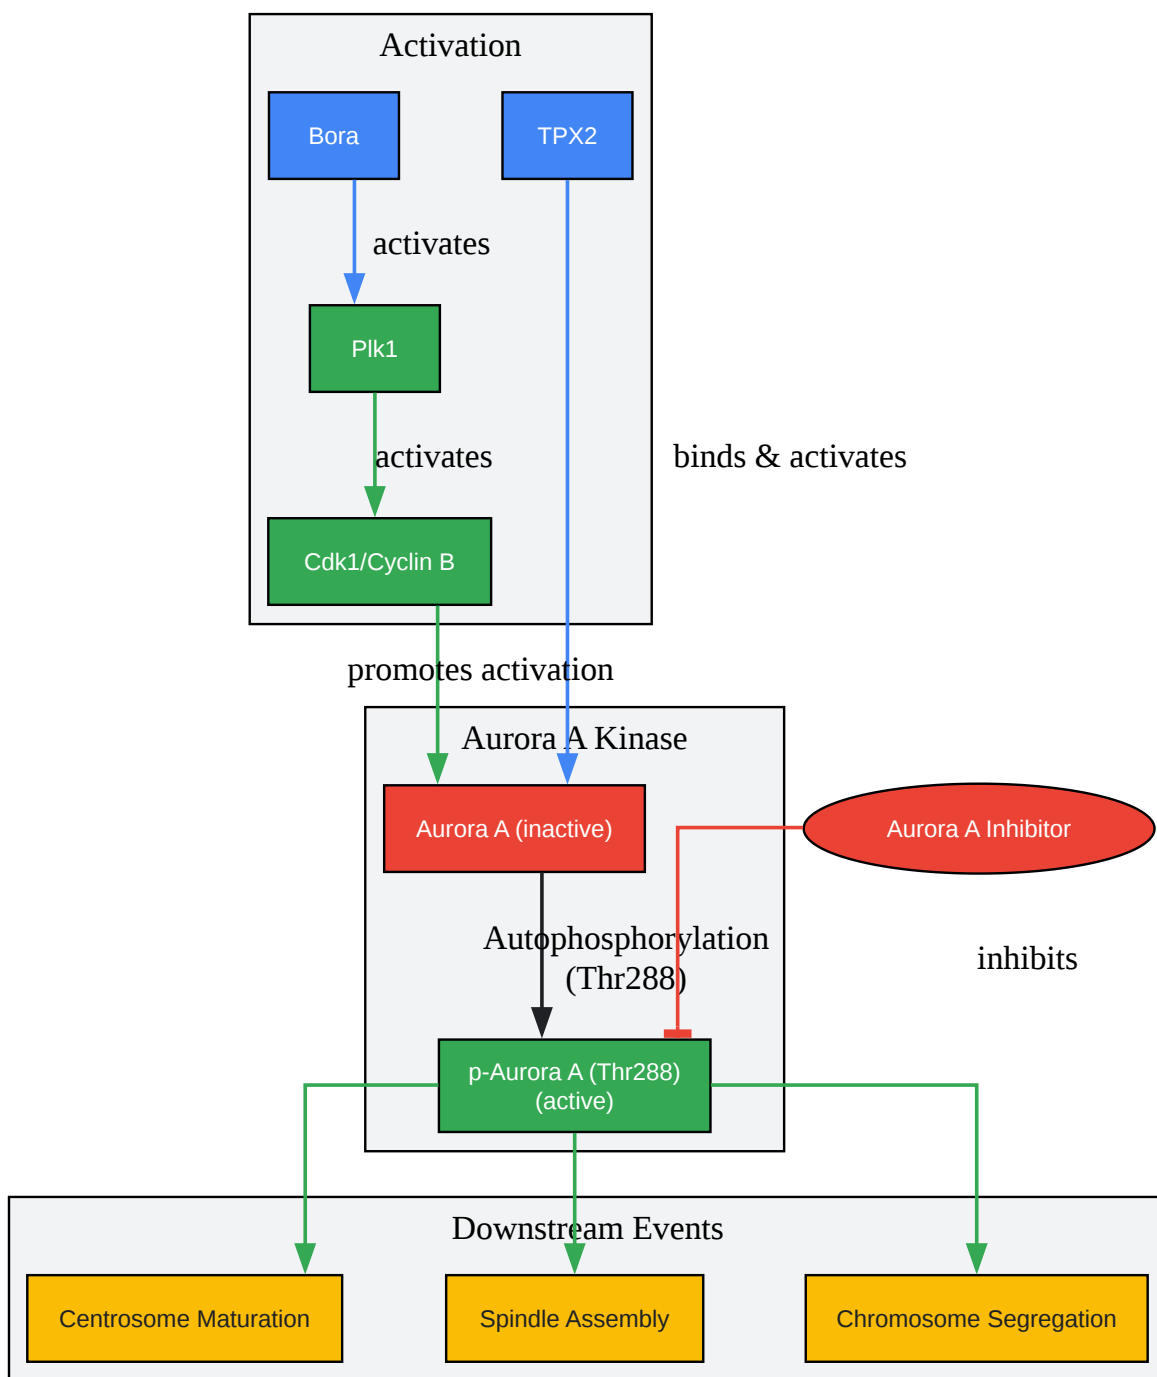 Activation
Bora
TPX2
activates
Plk1
activates
binds & activates
Cdk1/Cyclin B
promotes activation
Aurora A Kinase
Aurora A (inactive)
Aurora A Inhibitor
Autophosphorylation
(Thr288)
inhibits
p-Aurora A (Thr288)
(active)
Downstream Events
Centrosome Maturation
Spindle Assembly
Chromosome Segregation